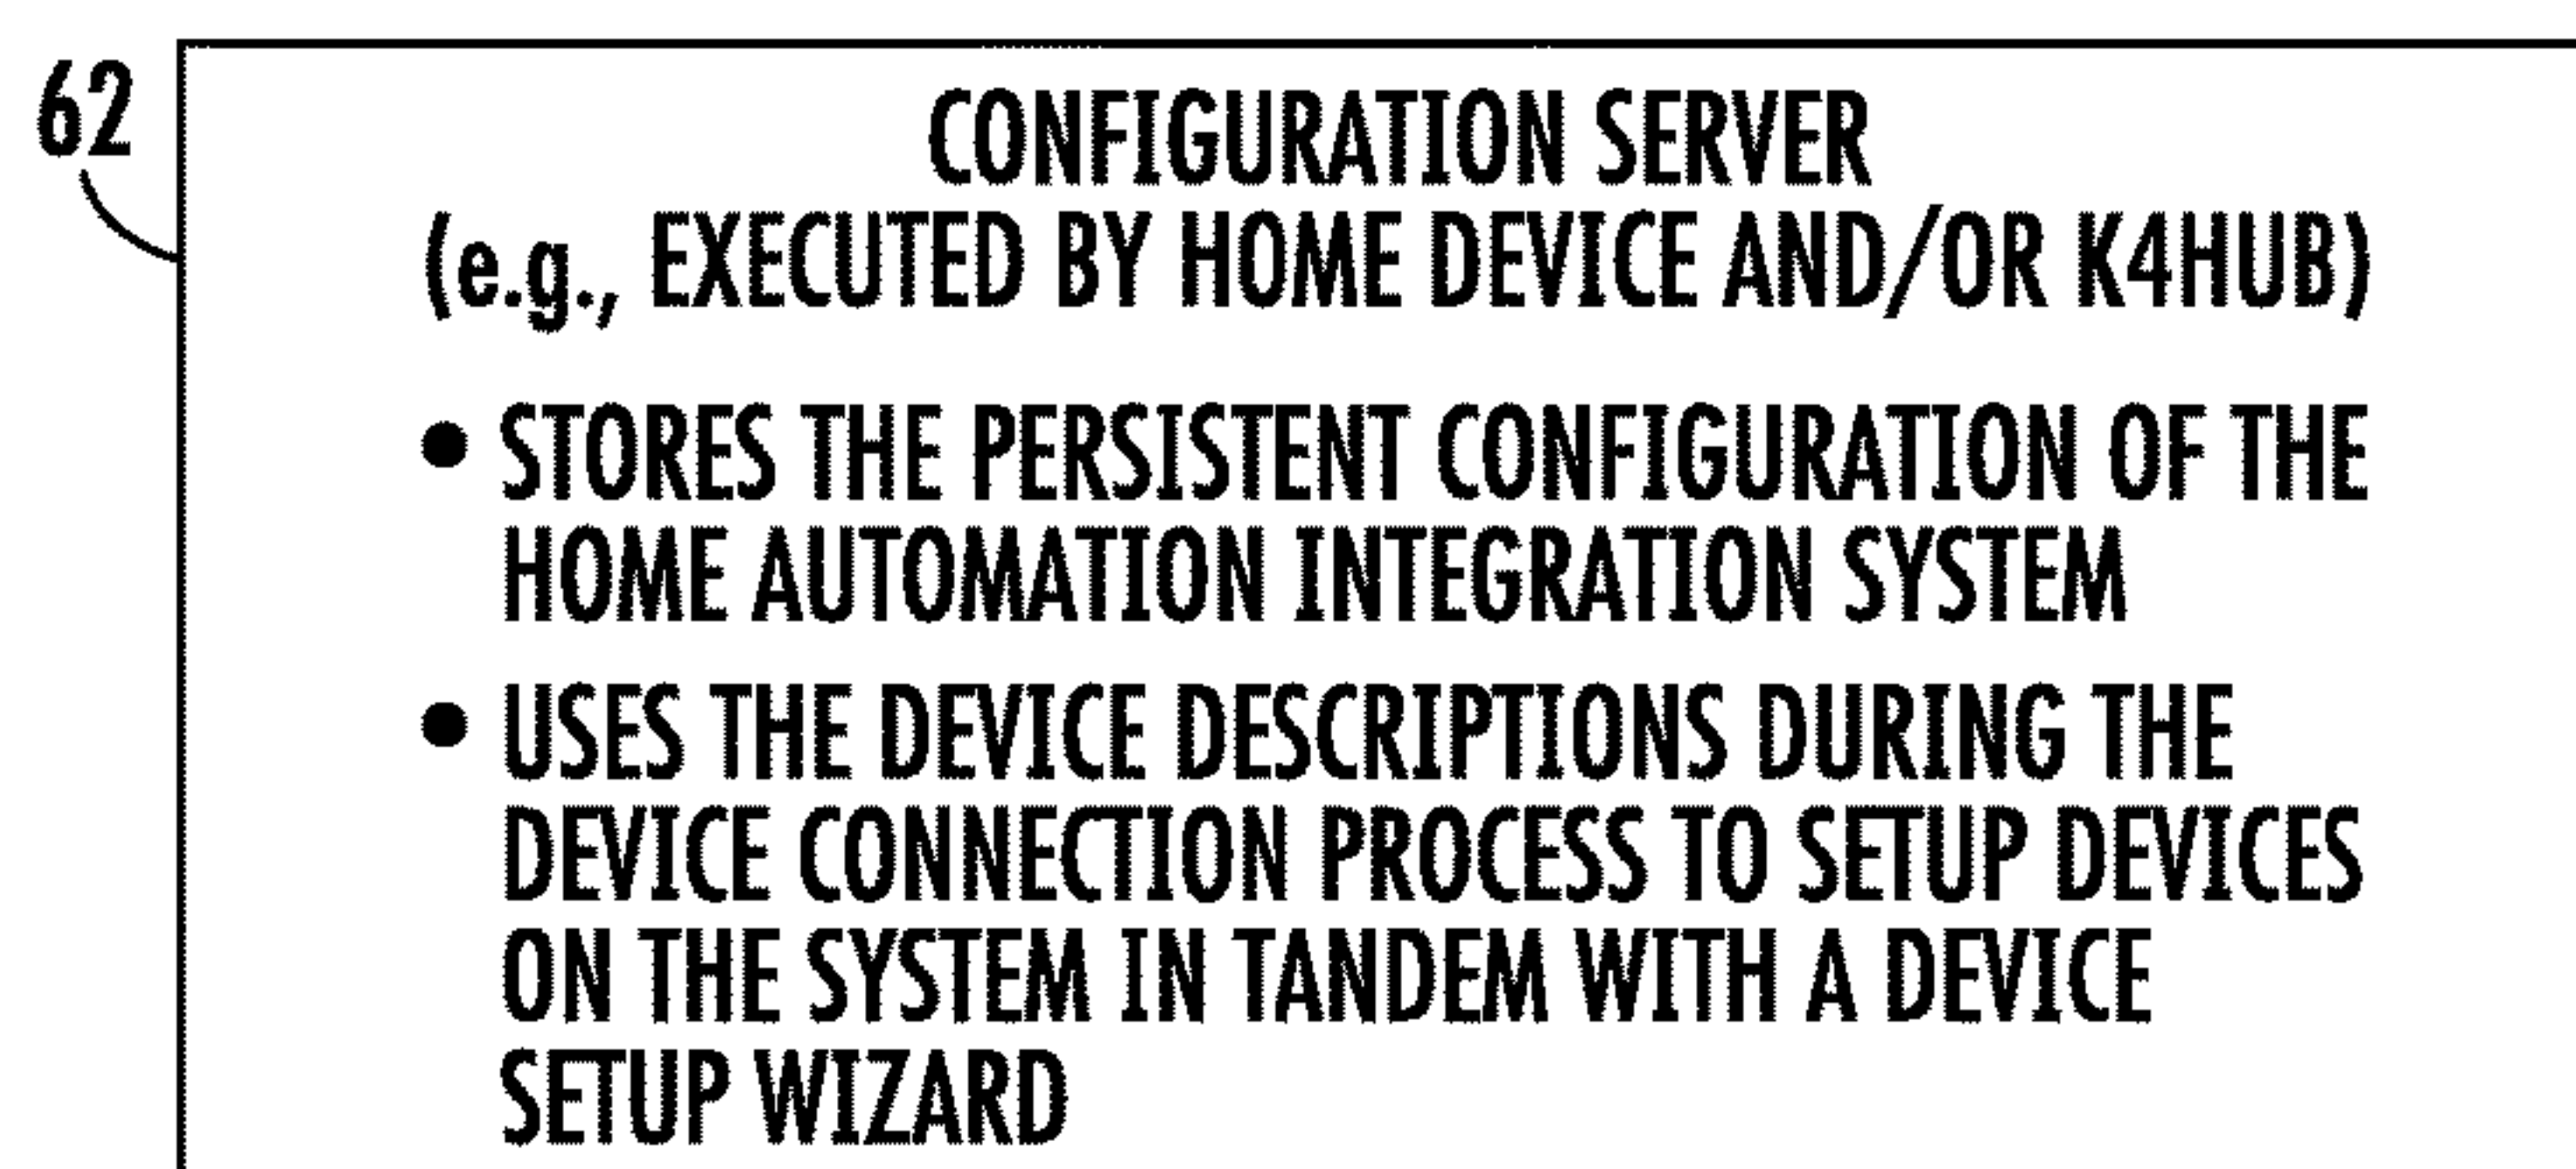 62
CONFIGURATION SERVER
(e.g., EXECUTED BY HOME DEVICE AND/OR K4HUB)
• STORES THE PERSISTENT CONFIGURATION OF THE
HOME AUTOMATION INTEGRATION SYSTEM
• USES THE DEVICE DESCRIPTIONS DURING THE
DEVICE CONNECTION PROCESS TO SETUP DEVICES
ON THE SYSTEM IN TANDEM WITH A DEVICE
SETUP WIZARD